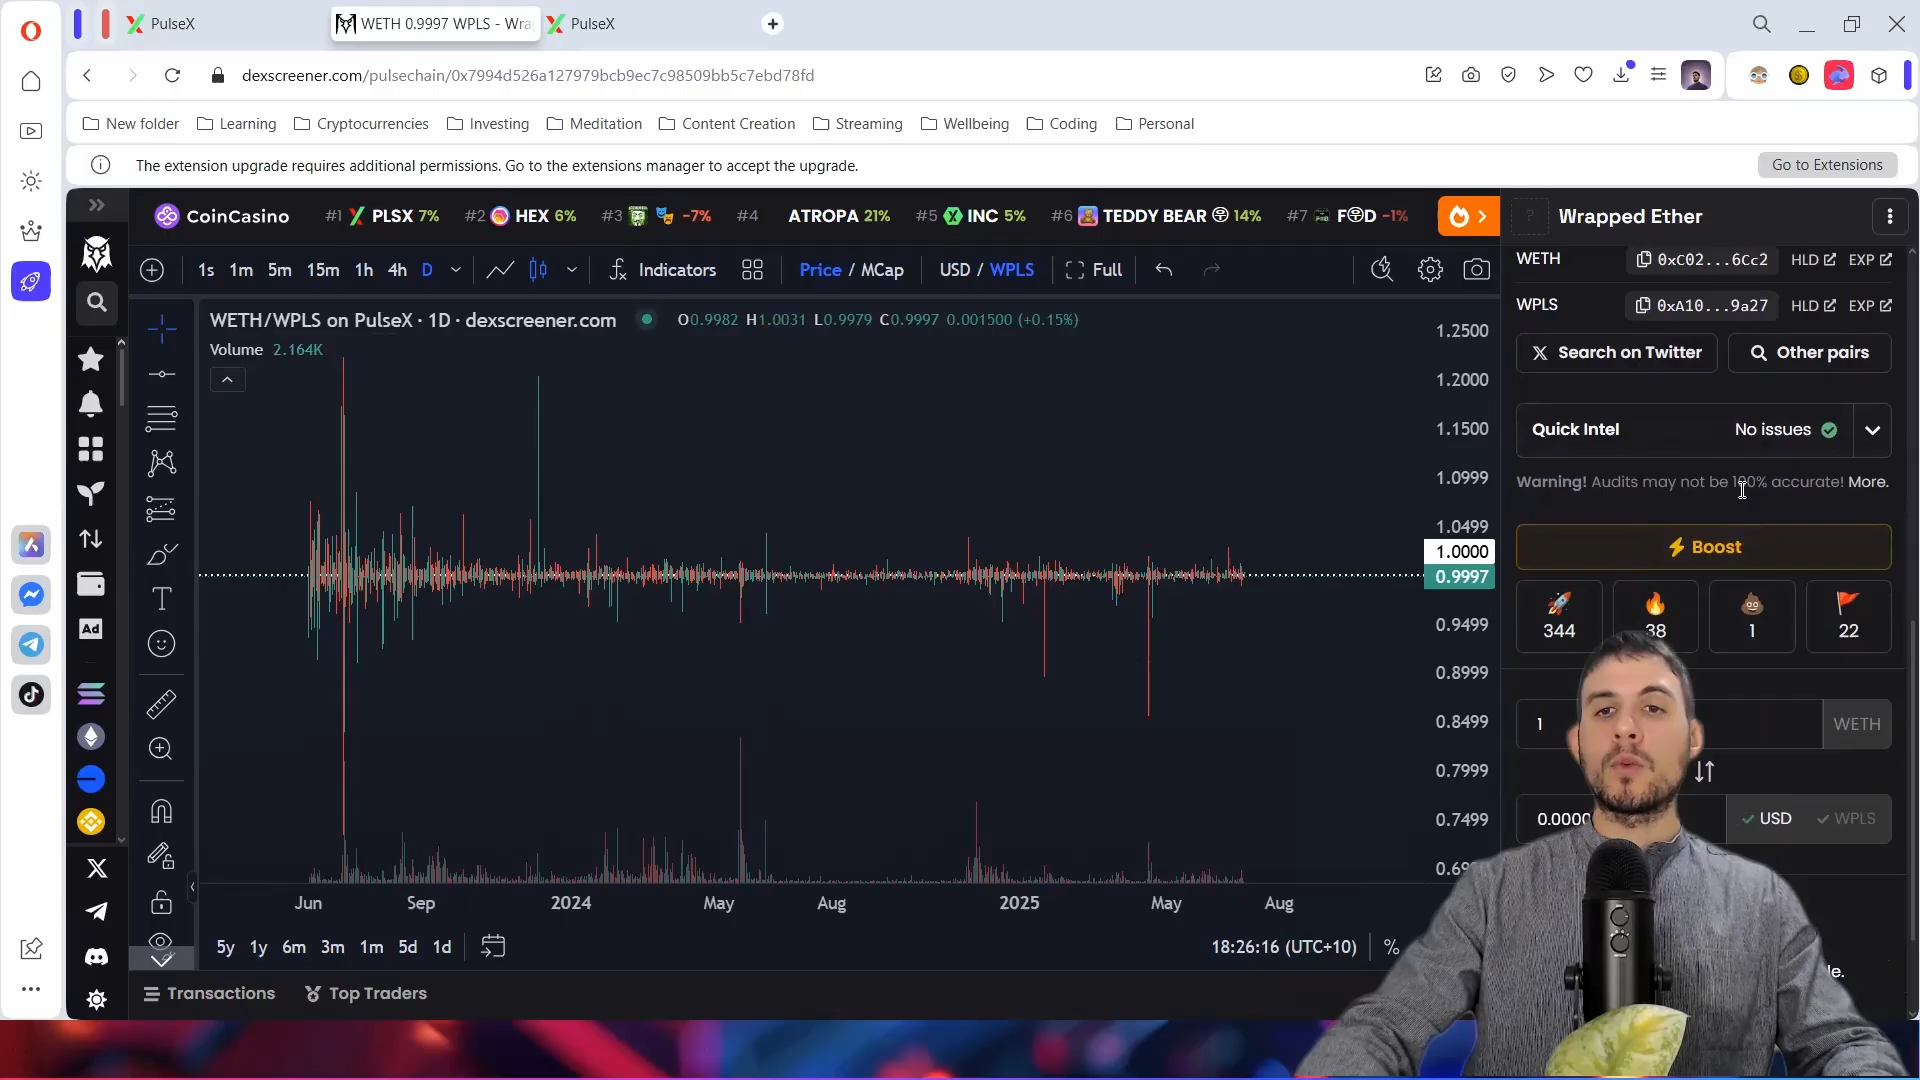 PulseX
WETH 0.9997 WPLS - Wra
PulseX
dexscreener.com/pulsechain/0x7994d526a127979bcb9ec7c98509bb5c7ebd78fd
New folder
Learning
Cryptocurrencies
Investing
Meditation
Content Creation
Streaming
Wellbeing
Coding
Personal
The extension upgrade requires additional permissions. Go to the extensions manager to accept the upgrade.
Go to Extensions
CoinCasino
#1 PLSX 7%
#2 HEX 6%
#3 -7%
#4 ATROPA 21%
#5 INC 5%
#6 TEDDY BEAR 14%
#7 -1%
Wrapped Ether
1s 1m 5m 15m 1h 4h D
Indicators
Price / MCap
USD / WPLS
Full
WETH 0xC02...6Cc2 HLD EXP
WPLS 0xA10...9a27 HLD EXP
WETH/WPLS on PulseX · 1D · dexscreener.com
O0.9982 H1.0031 L0.9979 C0.9997 0.001500 (+0.15%)
Volume 2.164K
Search on Twitter
Other pairs
Quick Intel
No issues
Warning! Audits may not be 100% accurate! More.
Boost
344
38
1
22
1
WETH
0.0000
USD
WPLS
1.2500
1.2000
1.1500
1.0999
1.0499
1.0000
0.9997
0.9499
0.8999
0.8499
0.7999
0.7499
Ad
Jun Sep 2024 May Aug 2025 May Aug
5y 1y 6m 3m 1m 5d 1d
18:26:16 (UTC+10)
%
Transactions
Top Traders